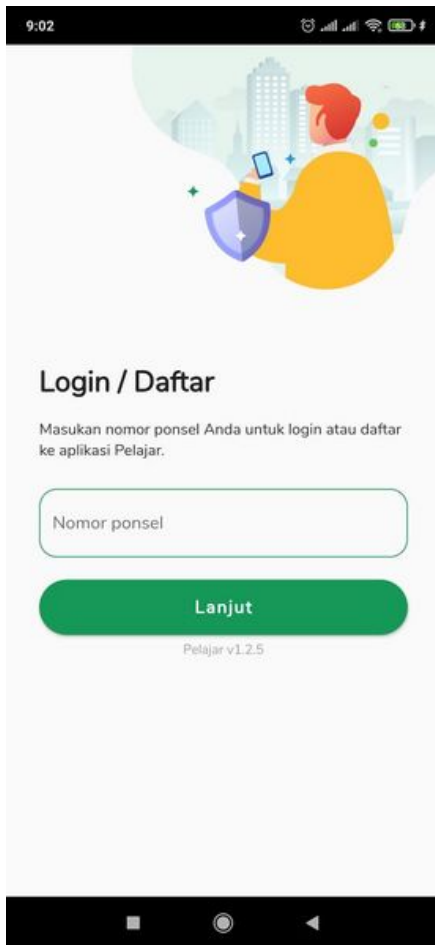 9:02
Login / Daftar
Masukan nomor ponsel Anda untuk login atau daftar
ke aplikasi Pelajar.
Nomor ponsel
Lanjut
Pelajar v1.2.5